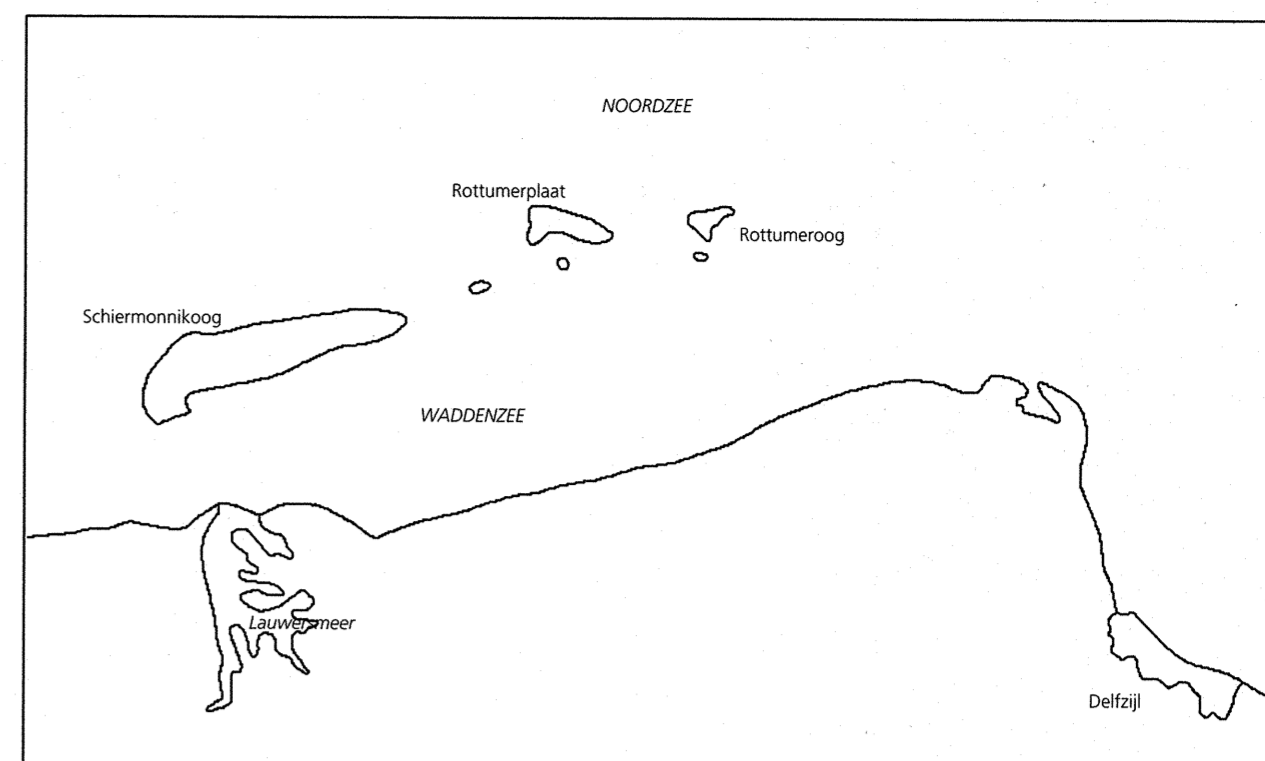 NOORDZEE
Rottumerplaat
Rottumeroog
Schiermonnikoog
WADDENZEE
Lauwersmeer
Delfzijl